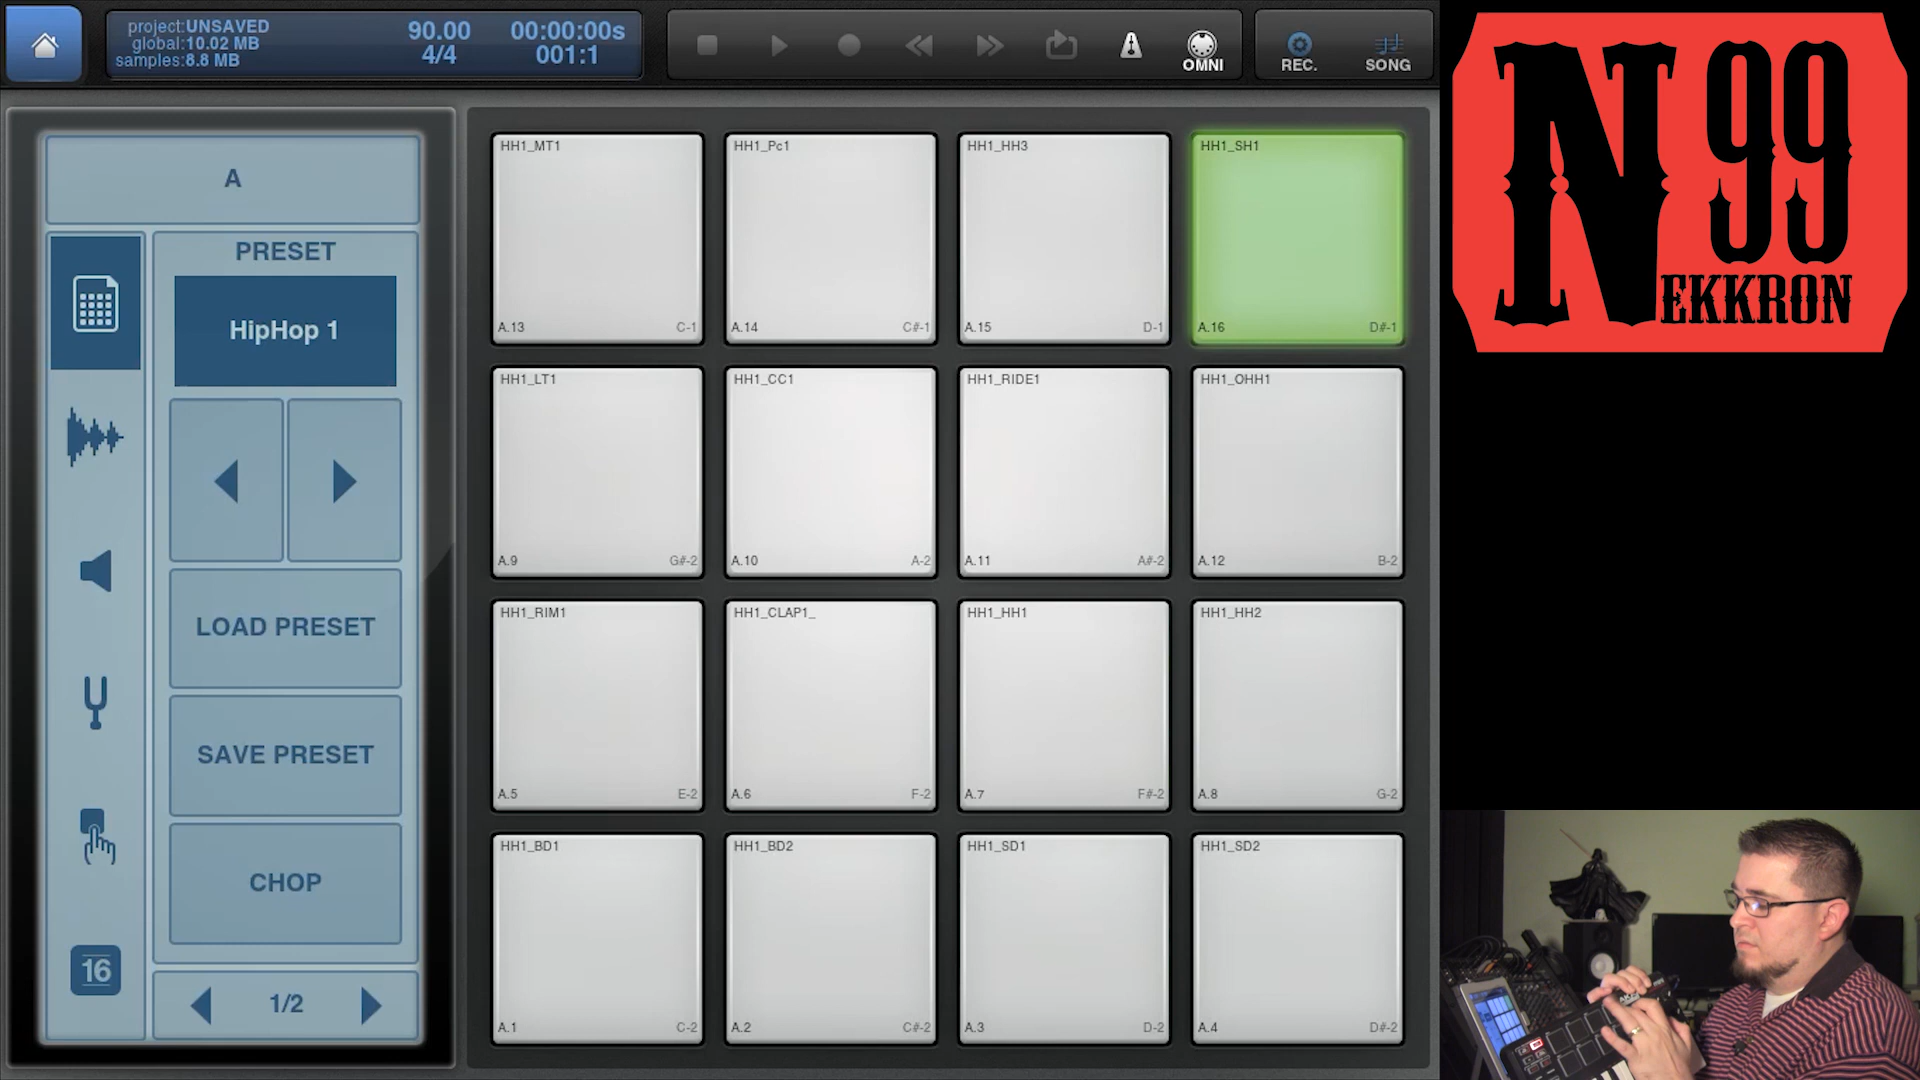 project:UNSAVED
global:10.02 MB
samples:8.8 MB
90.00
4/4
00:00:00s
001:1
OMNI
REC.
SONG
N99
NEKKRON
A
PRESET
HipHop 1
LOAD PRESET
SAVE PRESET
CHOP
16
1/2
HH1_MT1
A.13 C-1
HH1_Pc1
A.14 C#-1
HH1_HH3
A.15 D-1
HH1_SH1
A.16 D#-1
HH1_LT1
A.9 G#-2
HH1_CC1
A.10 A-2
HH1_RIDE1
A.11 A#-2
HH1_OHH1
A.12 B-2
HH1_RIM1
A.5 E-2
HH1_CLAP1_
A.6 F-2
HH1_HH1
A.7 F#-2
HH1_HH2
A.8 G-2
HH1_BD1
A.1 C-2
HH1_BD2
A.2 C#-2
HH1_SD1
A.3 D-2
HH1_SD2
A.4 D#-2